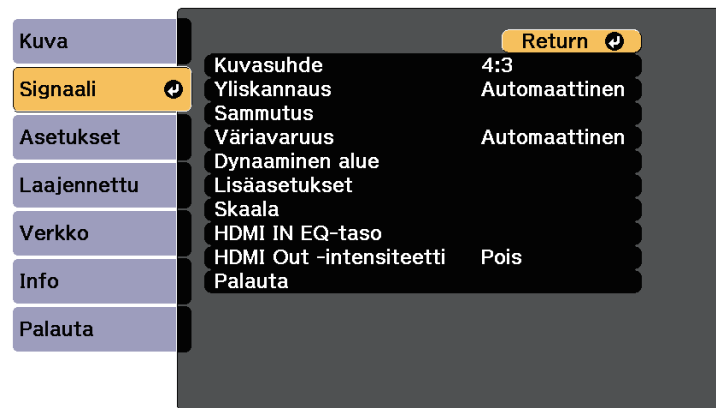 Kuva
Signaali
Asetukset
Laajennettu
Verkko
Info
Palauta
Return
Kuvasuhde 4:3
Yliskannaus Automaattinen
Sammutus
Väriavaruus Automaattinen
Dynaaminen alue
Lisäasetukset
Skaala
HDMI IN EQ-taso
HDMI Out -intensiteetti Pois
Palauta